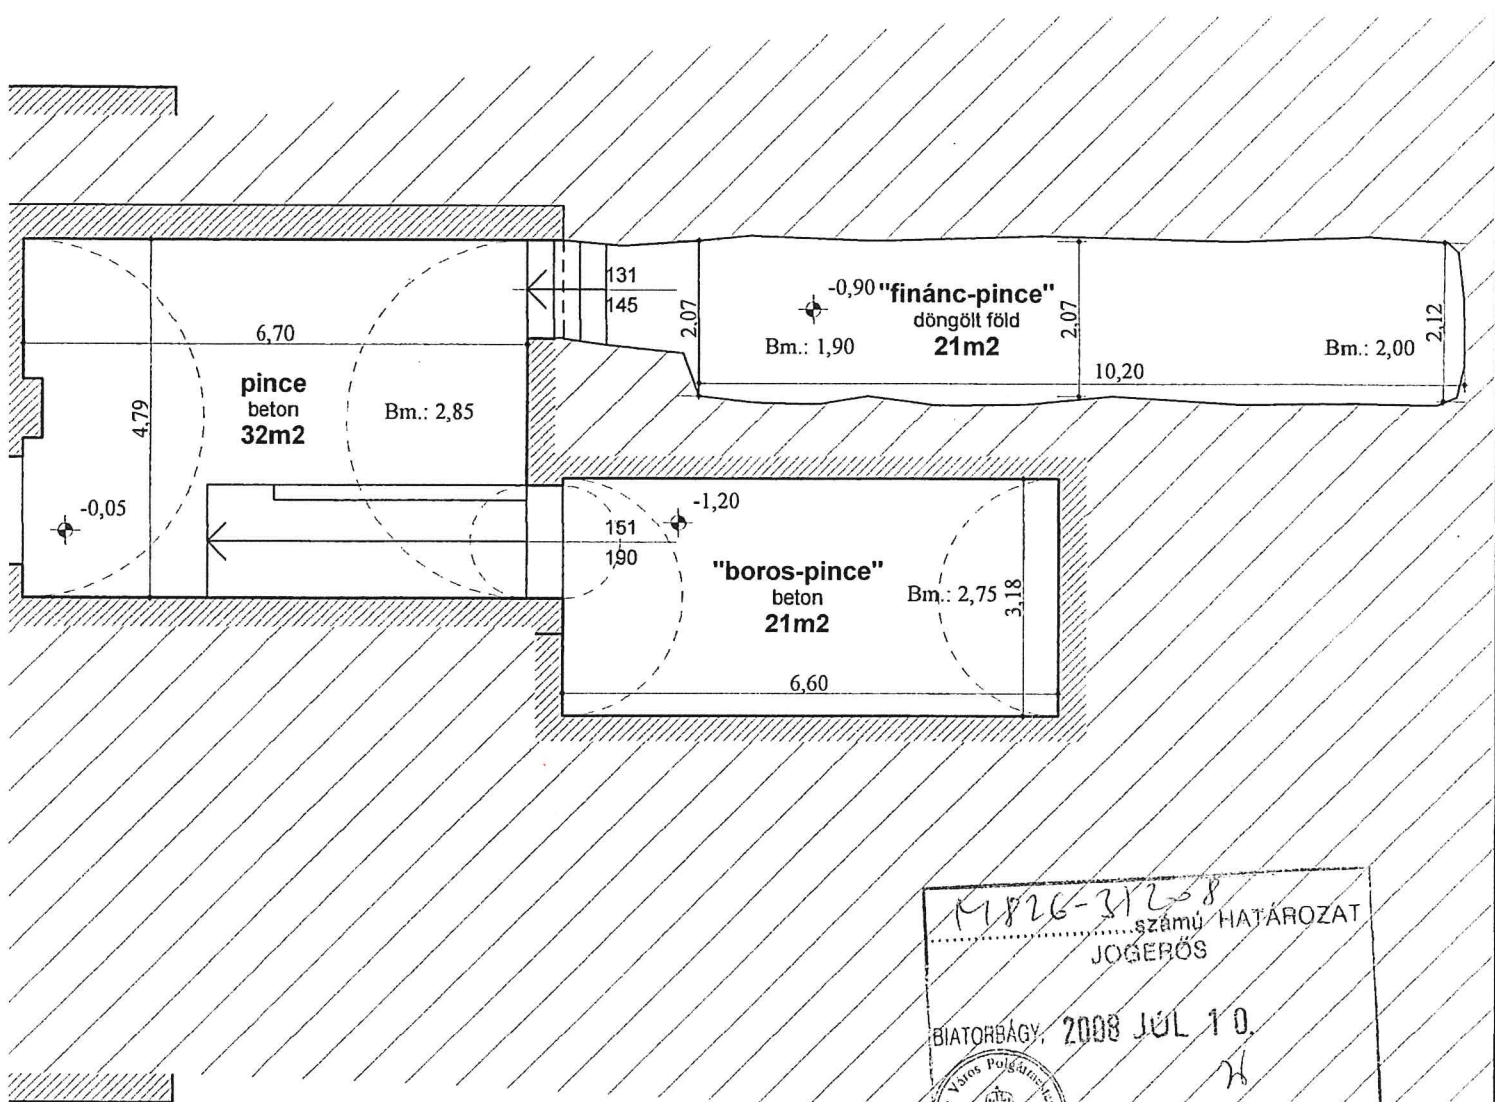 131
145
-0,90 "finánc-pince"
döngölt föld
21m2
Bm.: 1,90
2,07
2,07
Bm.: 2,00
2,12
10,20
6,70
pince
beton
32m2
Bm.: 2,85
4,79
-0,05
151
190
-1,20
"boros-pince"
beton
21m2
Bm.: 2,75
3,18
6,60
számú HATÁROZAT
JOGERŐS
BIATORBÁGY, 2008 JÚL 10.
Város